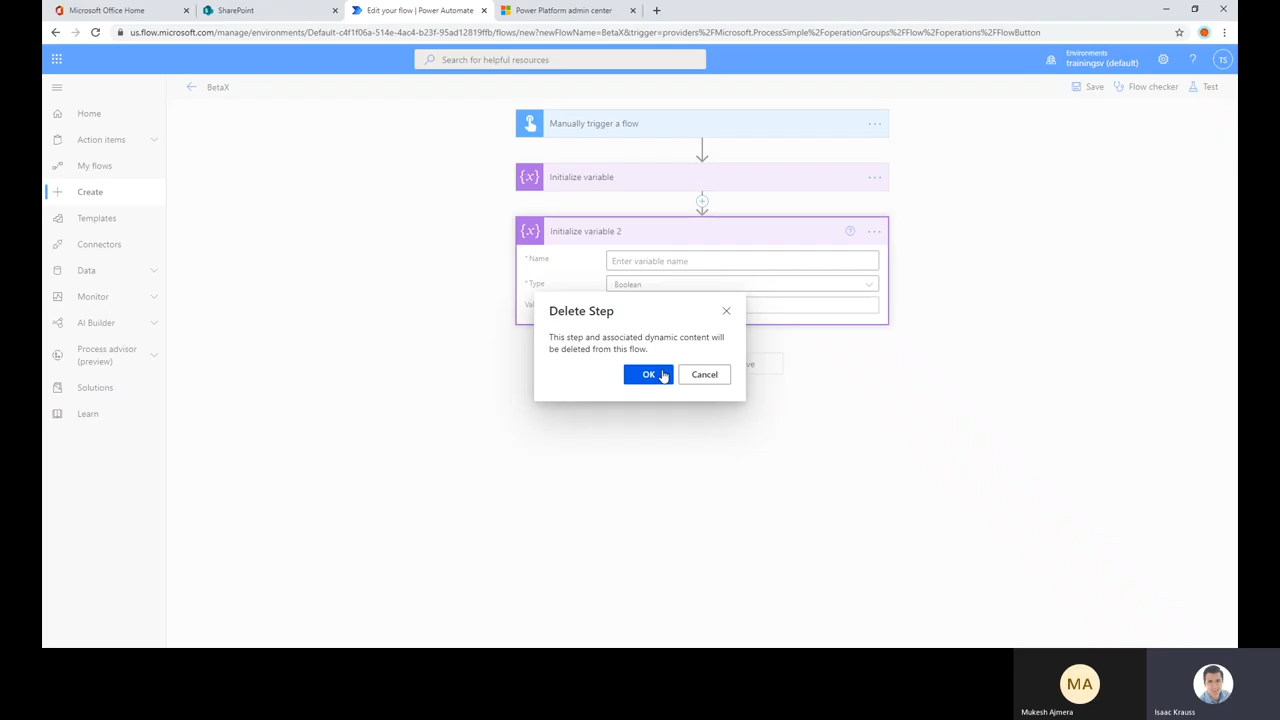 Microsoft Office Home
SharePoint
Edit your flow | Power Automate
Power Platform admin center
us.flow.microsoft.com/manage/environments/Default-c4f1f06a-514e-4ac4-b23f-95ad12819ffb/flows/new?newFlowName=BetaX&trigger=providers%2FMicrosoft.ProcessSimple%2FoperationGroups%2FFlow%2Foperations%2FFlowButton
Search for helpful resources
Environments
trainingsv (default)
TS
BetaX
Save
Flow checker
Test
Home
Action items
My flows
Create
Templates
Connectors
Data
Monitor
AI Builder
Process advisor
(preview)
Solutions
Learn
Manually trigger a flow
{x} Initialize variable
{x} Initialize variable 2
* Name
Enter variable name
* Type
Boolean
Delete Step
This step and associated dynamic content will
be deleted from this flow.
OK
Cancel
MA
Mukesh Ajmera
Isaac Krauss